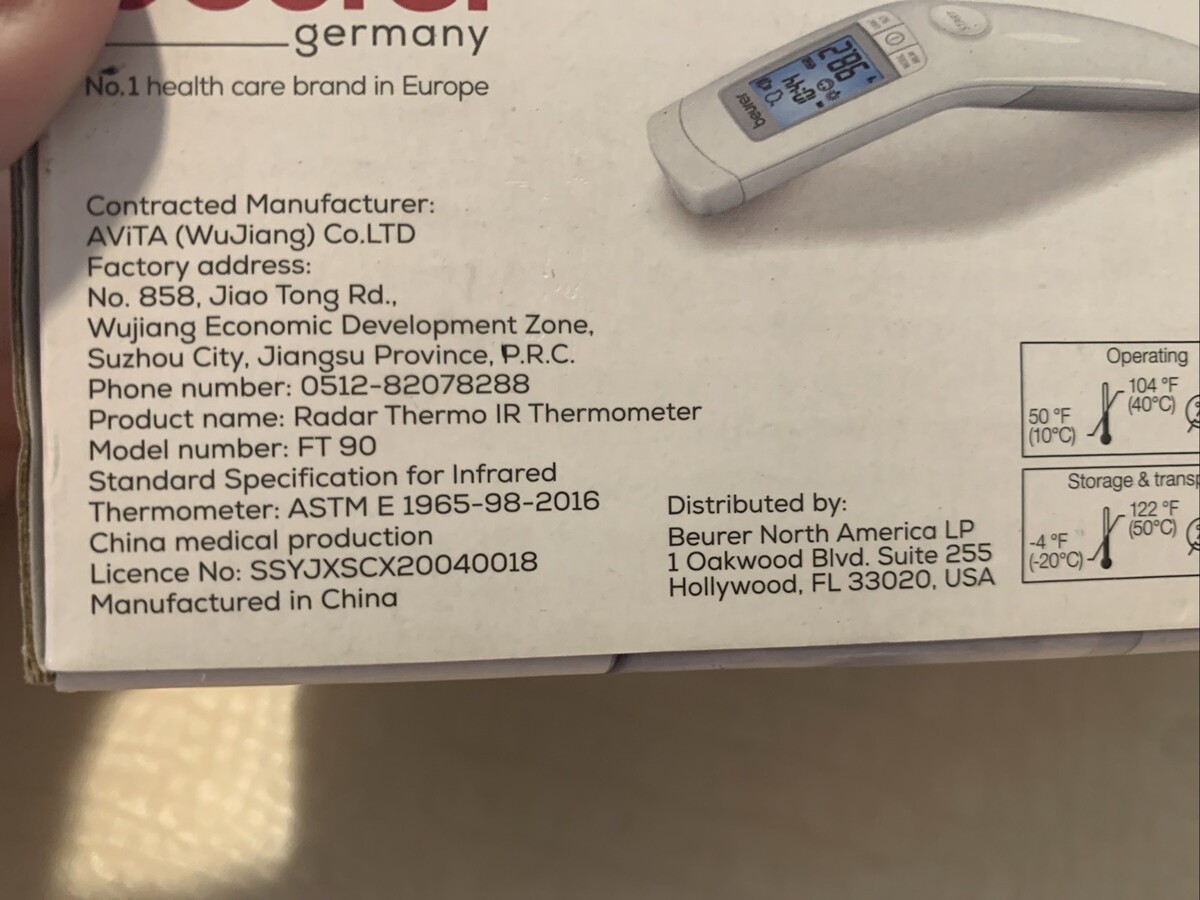 beurer
germany
No.1 health care brand in Europe
Contracted Manufacturer:
AViTA (WuJiang) Co.LTD
Factory address:
No. 858, Jiao Tong Rd.,
Wujiang Economic Development Zone,
Suzhou City, Jiangsu Province, P.R.C.
Phone number: 0512-82078288
Product name: Radar Thermo IR Thermometer
Model number: FT 90
Standard Specification for Infrared
Thermometer: ASTM E 1965-98-2016
China medical production
Licence No: SSYJXSCX20040018
Manufactured in China
Distributed by:
Beurer North America LP
1 Oakwood Blvd. Suite 255
Hollywood, FL 33020, USA
beurer
START
Operating
104 °F
(40°C)
50 °F
(10°C)
Storage & transp
122 °F
(50°C)
-4 °F
(-20°C)